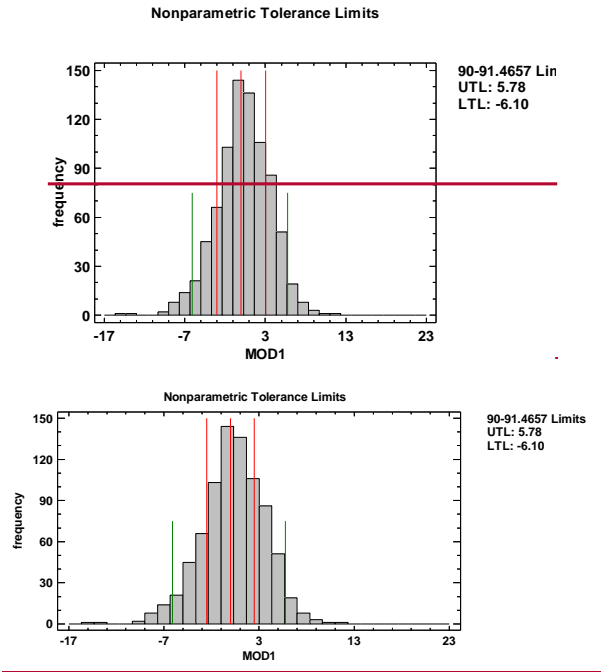 Nonparametric Tolerance Limits
90-91.4657 Lin
UTL: 5.78
LTL: -6.10
150
120
90
60
30
0
frequency
-17 -7 3 13 23
MOD1
Nonparametric Tolerance Limits
90-91.4657 Limits
UTL: 5.78
LTL: -6.10
150
120
90
60
30
0
frequency
-17 -7 3 13 23
MOD1